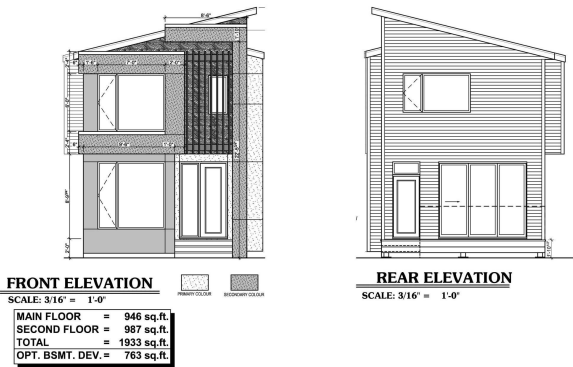 6'-6"
FRONT ELEVATION
SCALE: 3/16" = 1'-0"
PRIMARY COLOUR
SECONDARY COLOUR
MAIN FLOOR = 946 sq.ft.
SECOND FLOOR = 987 sq.ft.
TOTAL = 1933 sq.ft.
OPT. BSMT. DEV. = 763 sq.ft.
REAR ELEVATION
SCALE: 3/16" = 1'-0"